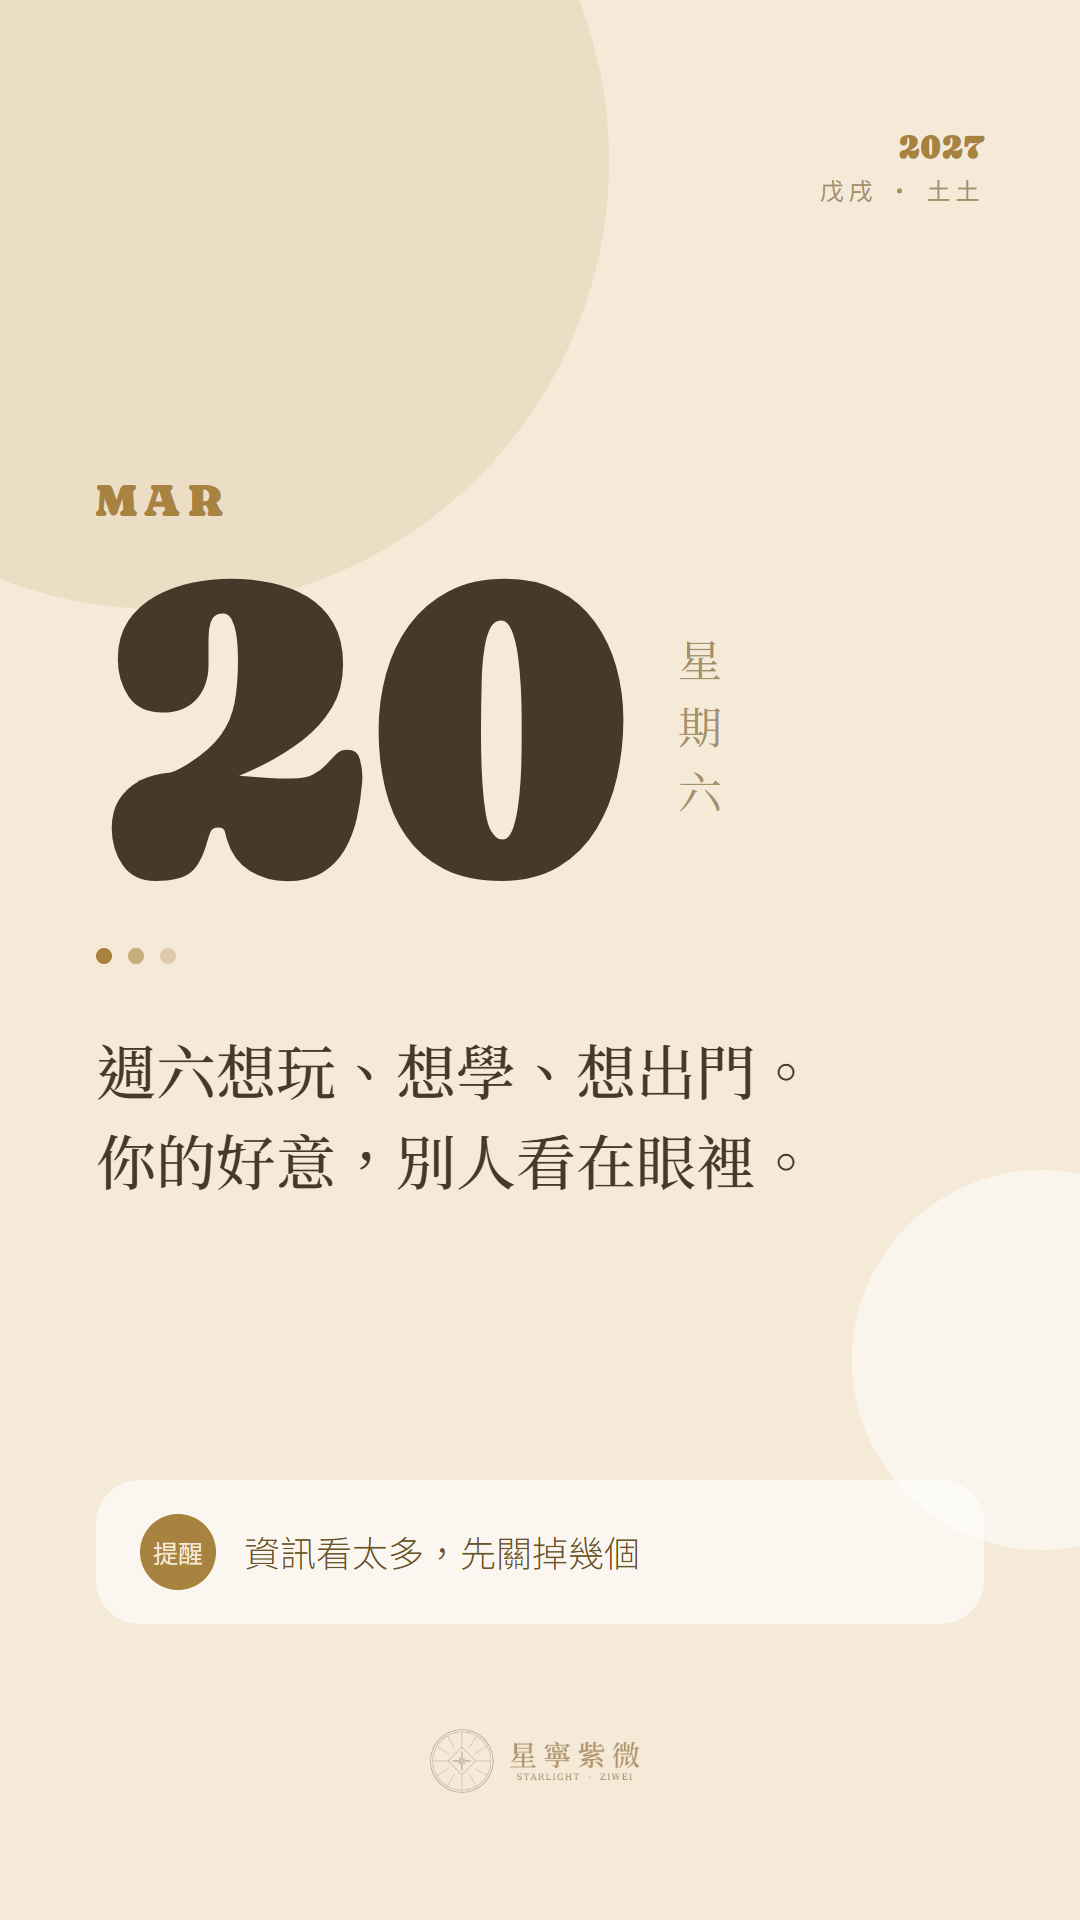 2027
戊戌 · 土土
MAR
20
星期六
週六想玩、想學、想出門。
你的好意，別人看在眼裡。
提醒
資訊看太多，先關掉幾個
星寧紫微
STARLIGHT · ZIWEI